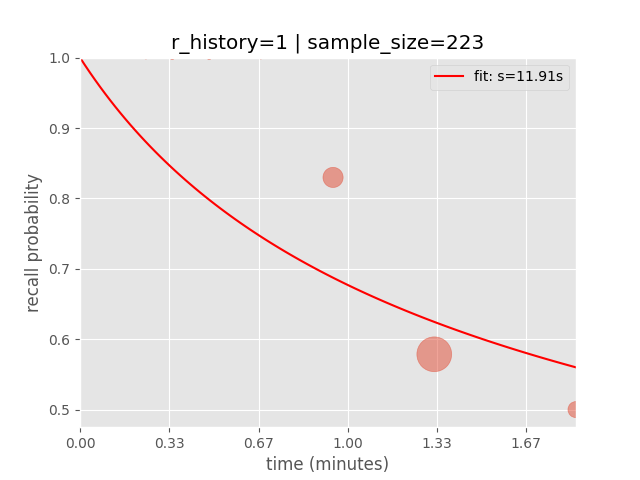 r_history=1 | sample_size=223
fit: s=11.91s
1.0
0.9
0.8
0.7
0.6
0.5
recall probability
0.00 0.33 0.67 1.00 1.33 1.67
time (minutes)